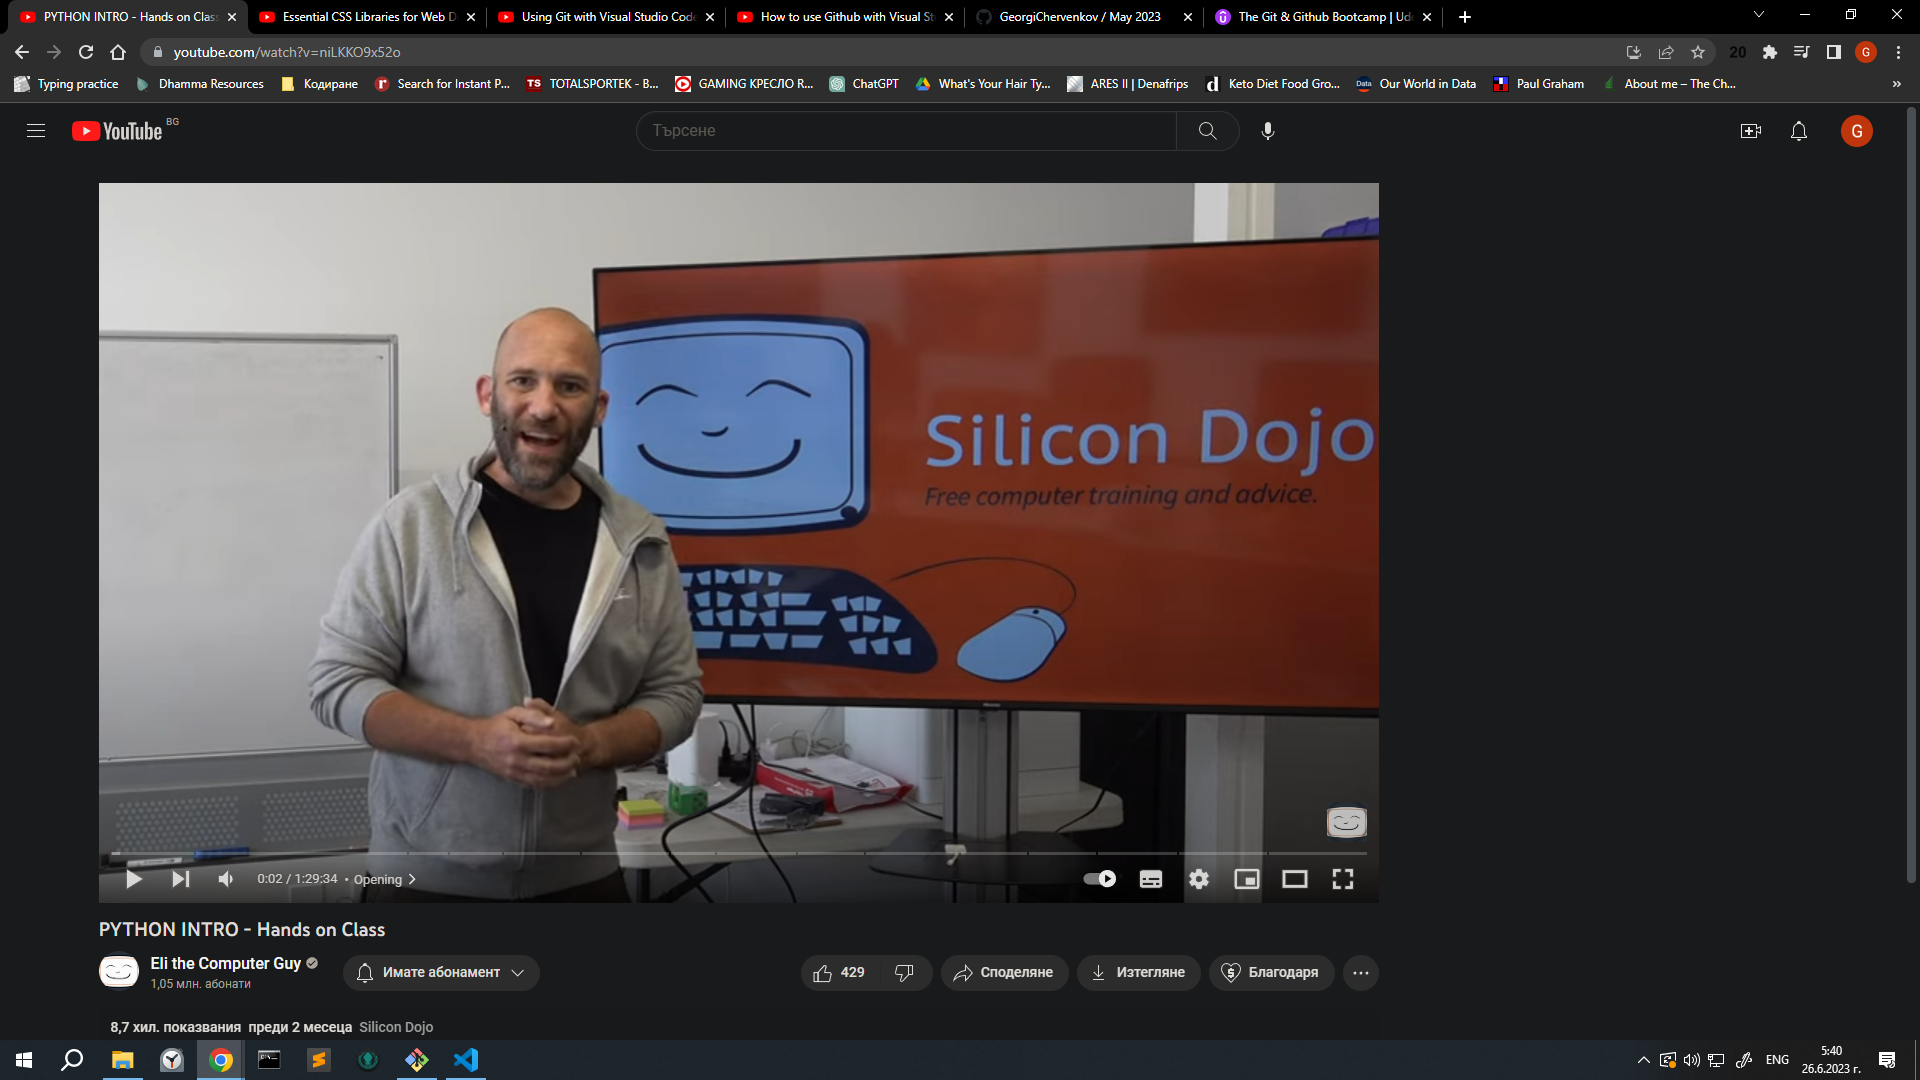 PYTHON INTRO - Hands on Clas
Essential CSS Libraries for Web D
Using Git with Visual Studio Cod
How to use Github with Visual St
GeorgiChervenkov / May 2023
The Git & Github Bootcamp | Ud
youtube.com/watch?v=niLKKO9x52o
20
G
Typing practice
Dhamma Resources
Кодиране
r
Search for Instant P...
TS
TOTALSPORTEK - B...
GAMING КРЕСЛО R...
ChatGPT
What's Your Hair Ty...
ARES II | Denafrips
d
Keto Diet Food Gro...
Data
Our World in Data
Paul Graham
About me – The Ch...
»
YouTube BG
Търсене
G
Silicon Dojo
Free computer training and advice.
0:02 / 1:29:34 • Opening
PYTHON INTRO - Hands on Class
Eli the Computer Guy
1,05 млн. абонати
Имате абонамент
429
Споделяне
Изтегляне
Благодаря
8,7 хил. показвания преди 2 месеца Silicon Dojo
ENG
5:40
26.6.2023 г.